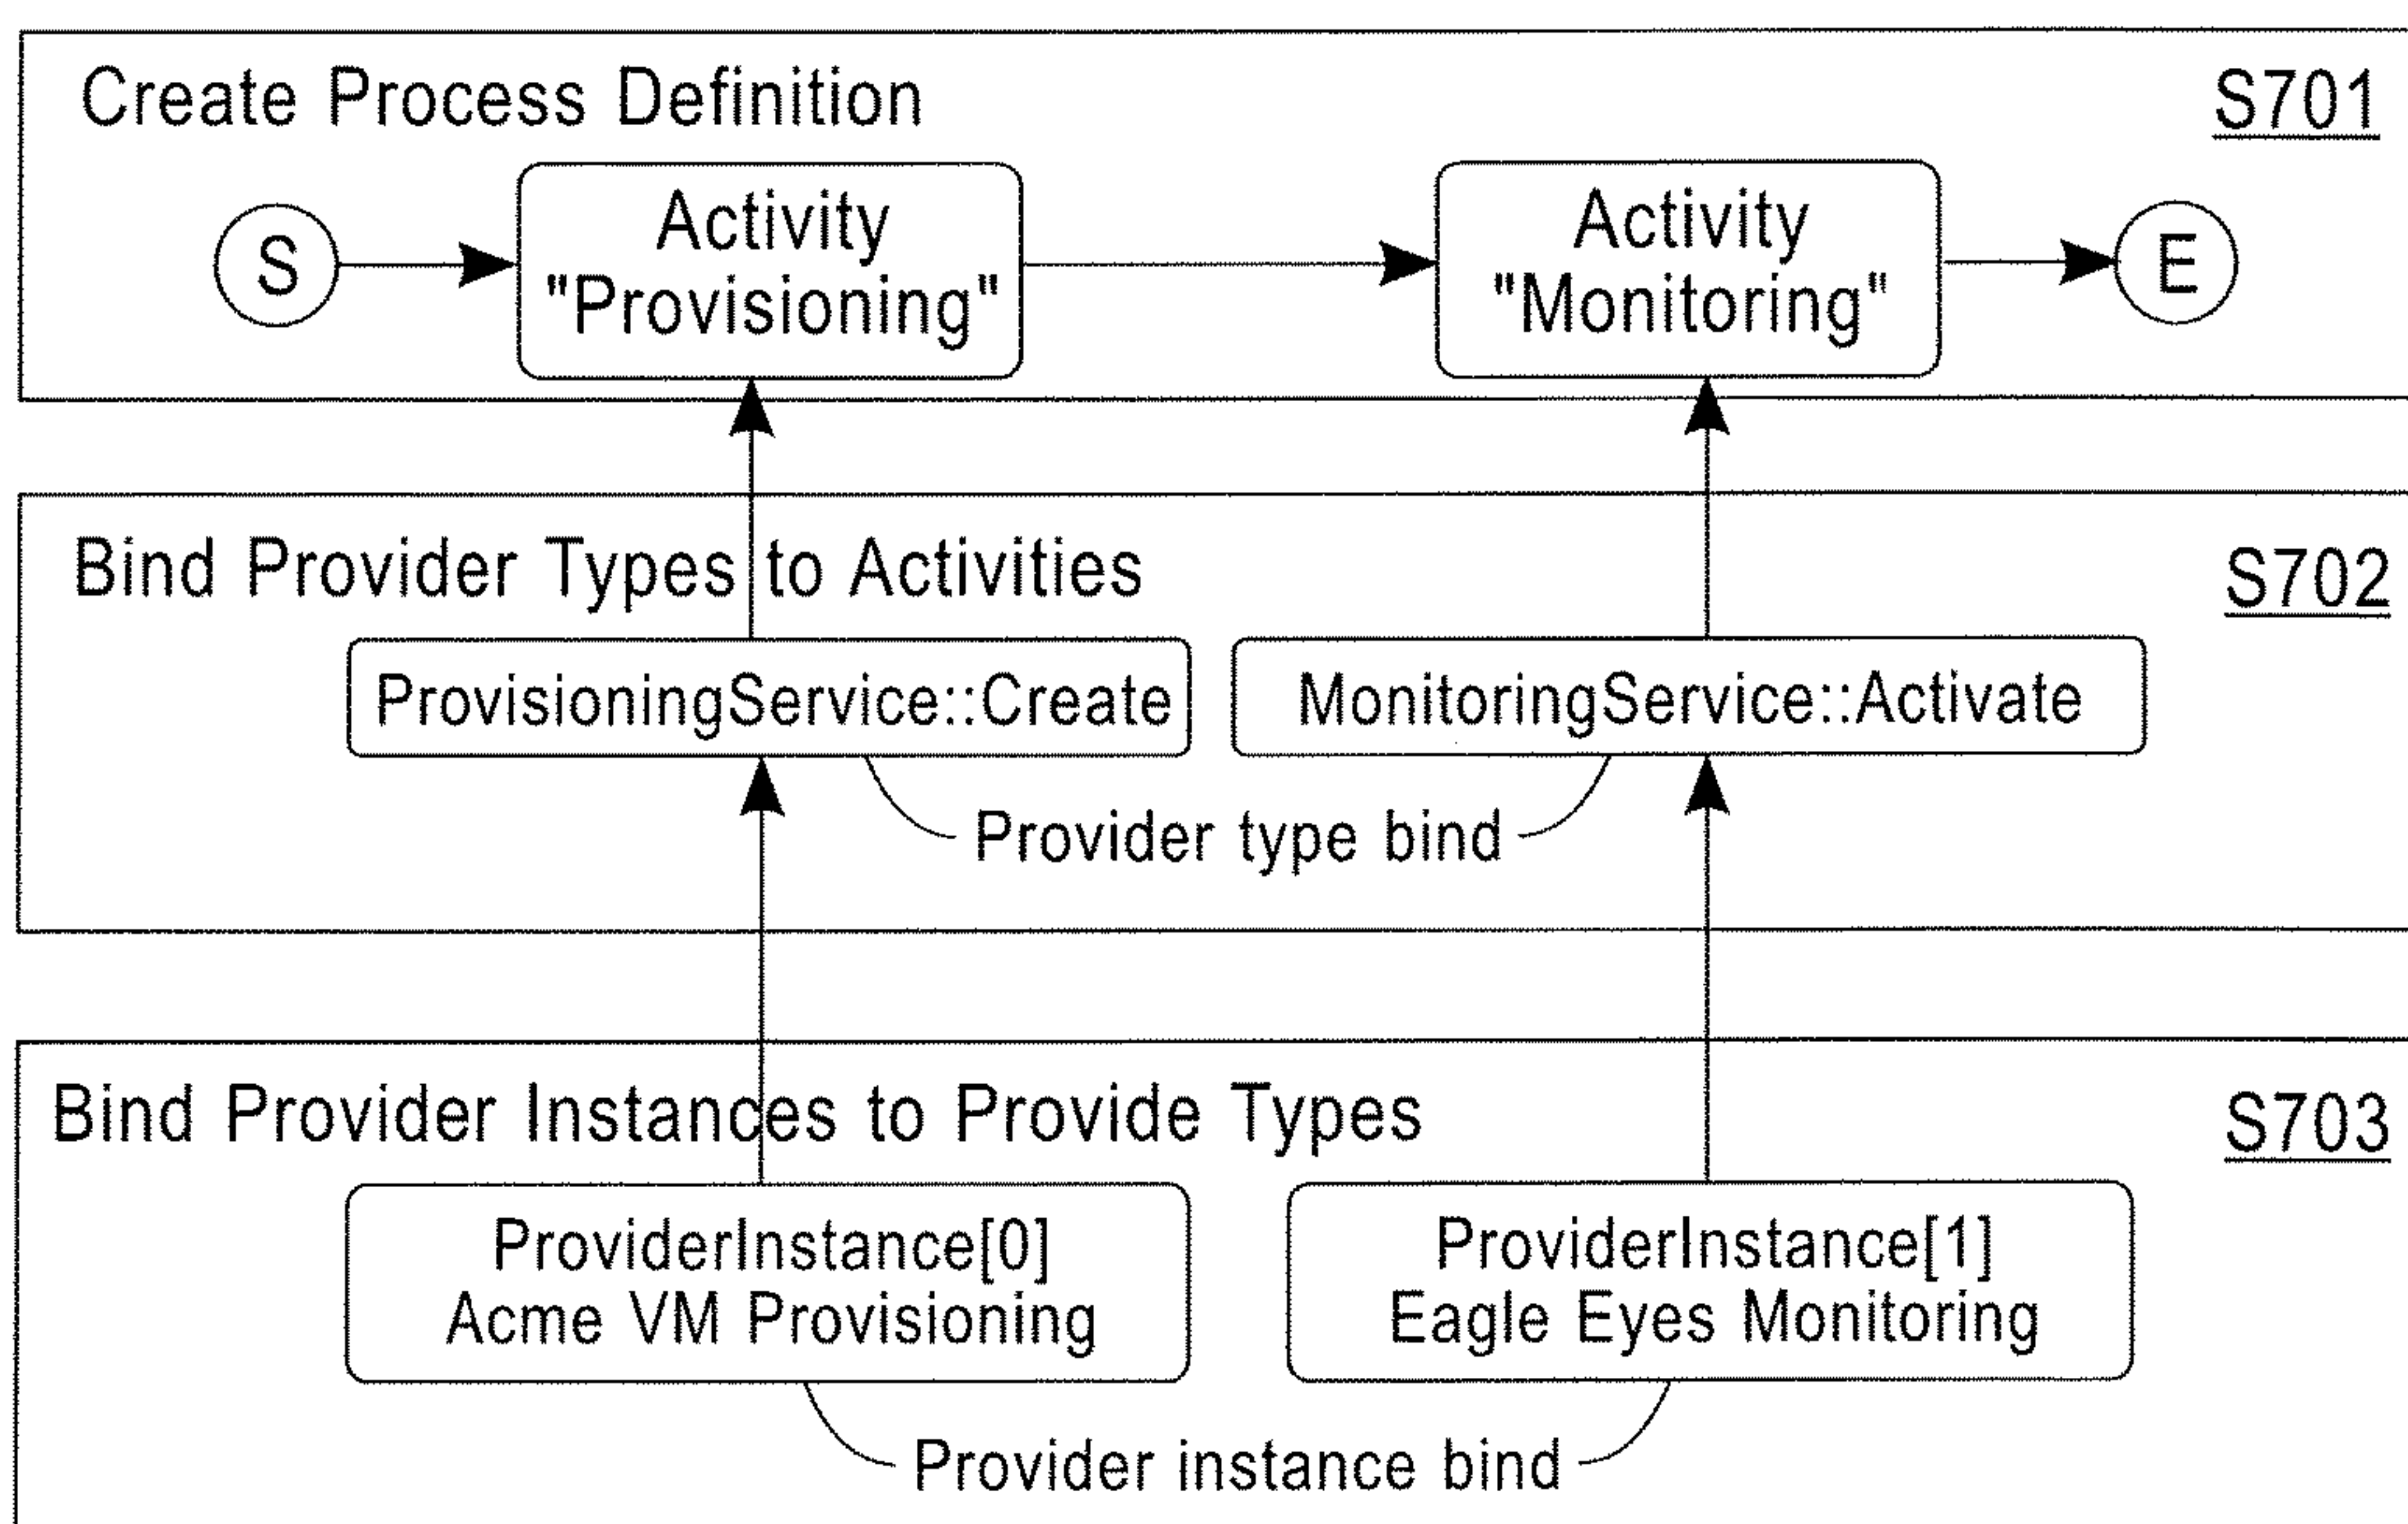 Create Process Definition
S701
S
Activity
"Provisioning"
Activity
"Monitoring"
E
Bind Provider Types to Activities
S702
ProvisioningService::Create
MonitoringService::Activate
Provider type bind
Bind Provider Instances to Provide Types
S703
ProviderInstance[0]
Acme VM Provisioning
ProviderInstance[1]
Eagle Eyes Monitoring
Provider instance bind